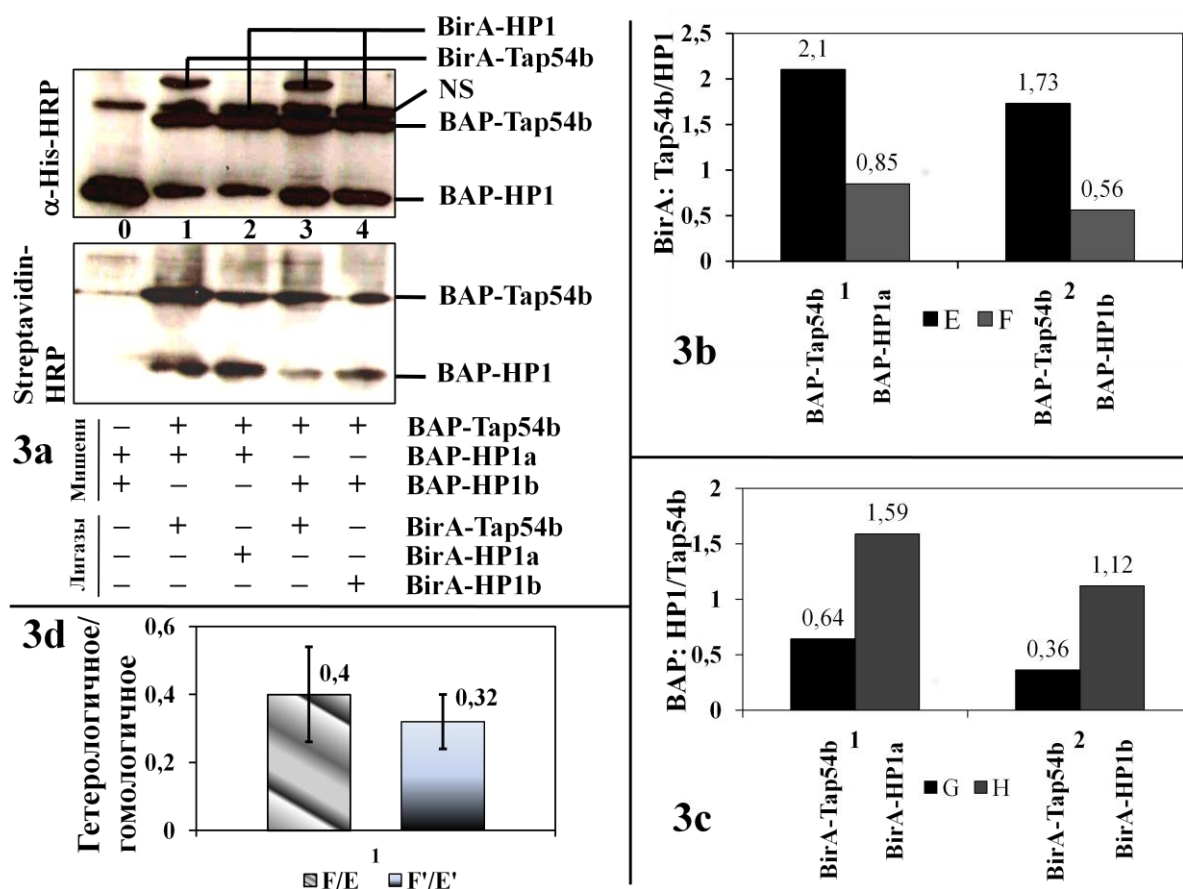 BirA-HP1
BirA-Tap54b
NS
BAP-Tap54b
BAP-HP1
α-His-HRP
0 1 2 3 4
BAP-Tap54b
BAP-HP1
Streptavidin-
HRP
3a
Мишени
– + + + + BAP-Tap54b
+ + + – – BAP-HP1a
+ – – + + BAP-HP1b
Лигазы
– + – + – BirA-Tap54b
– – + – – BirA-HP1a
– – – – + BirA-HP1b
3d
Гетерологичное/
гомологичное
0,6
0,4
0,2
0
0,4
0,32
1
F/E F'/E'
3b
BirA: Tap54b/HP1
2,5
2
1,5
1
0,5
0
2,1
0,85
1,73
0,56
1
2
BAP-Tap54b
BAP-HP1a
BAP-Tap54b
BAP-HP1b
E F
3c
BAP: HP1/Tap54b
2
1,5
1
0,5
0
0,64
1,59
0,36
1,12
1
2
BirA-Tap54b
BirA-HP1a
BirA-Tap54b
BirA-HP1b
G H